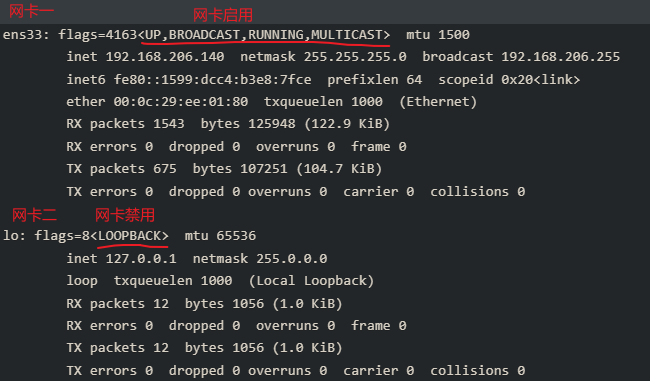 网卡一
网卡启用
ens33: flags=4163<UP,BROADCAST,RUNNING,MULTICAST>  mtu 1500
inet 192.168.206.140  netmask 255.255.255.0  broadcast 192.168.206.255
inet6 fe80::1599:dcc4:b3e8:7fce  prefixlen 64  scopeid 0x20<link>
ether 00:0c:29:ee:01:80  txqueuelen 1000  (Ethernet)
RX packets 1543  bytes 125948 (122.9 KiB)
RX errors 0  dropped 0  overruns 0  frame 0
TX packets 675  bytes 107251 (104.7 KiB)
TX errors 0  dropped 0 overruns 0  carrier 0  collisions 0
网卡二
网卡禁用
lo: flags=8<LOOPBACK>  mtu 65536
inet 127.0.0.1  netmask 255.0.0.0
loop  txqueuelen 1000  (Local Loopback)
RX packets 12  bytes 1056 (1.0 KiB)
RX errors 0  dropped 0  overruns 0  frame 0
TX packets 12  bytes 1056 (1.0 KiB)
TX errors 0  dropped 0 overruns 0  carrier 0  collisions 0